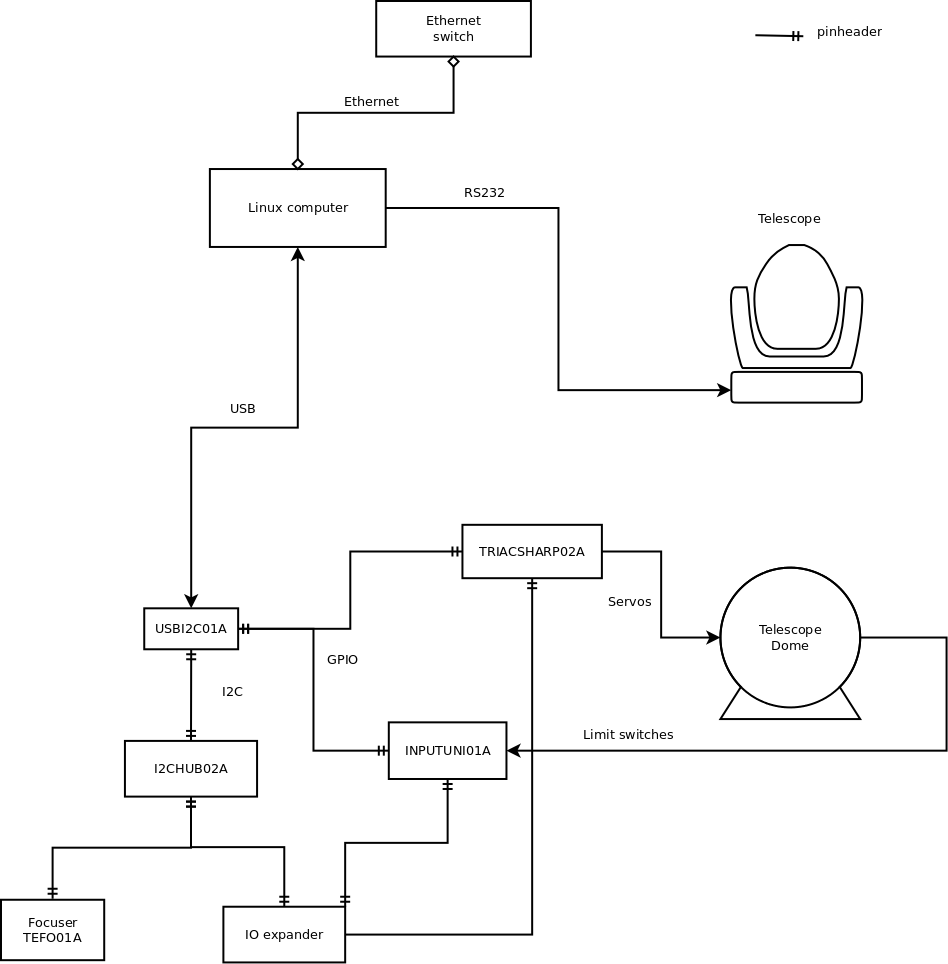 Ethernet
switch
pinheader
Ethernet
RS232
Linux computer
Telescope
USB
TRIACSHARP02A
Servos
USBI2C01A
Telescope
Dome
GPIO
I2C
Limit switches
INPUTUNI01A
I2CHUB02A
Focuser
TEFO01A
IO expander